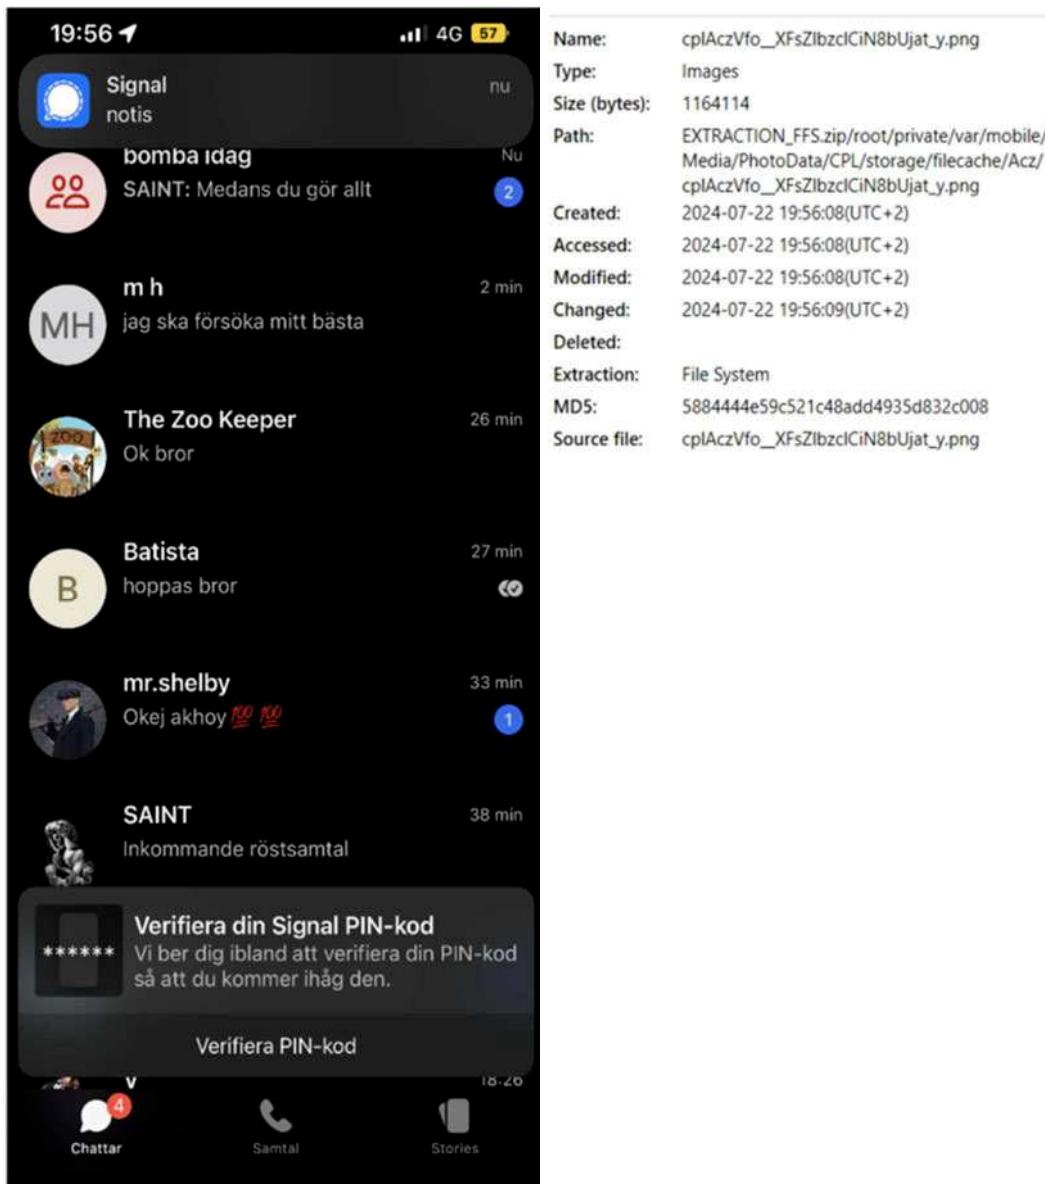 19:56
4G 57
Signal
nu
notis
bomba idag
Nu
SAINT: Medans du gör allt
2
MH
m h
2 min
jag ska försöka mitt bästa
ZOO
The Zoo Keeper
26 min
Ok bror
B
Batista
27 min
hoppas bror
mr.shelby
33 min
Okej akhoy 💯 💯
1
SAINT
38 min
Inkommande röstsamtal
******
Verifiera din Signal PIN-kod
Vi ber dig ibland att verifiera din PIN-kod
så att du kommer ihåg den.
Verifiera PIN-kod
V
18:26
4
Chattar
Samtal
Stories
Name: cplAczVfo__XFsZIbzclCiN8bUjat_y.png
Type: Images
Size (bytes): 1164114
Path: EXTRACTION_FFS.zip/root/private/var/mobile/
Media/PhotoData/CPL/storage/filecache/Acz/
cplAczVfo__XFsZIbzclCiN8bUjat_y.png
Created: 2024-07-22 19:56:08(UTC+2)
Accessed: 2024-07-22 19:56:08(UTC+2)
Modified: 2024-07-22 19:56:08(UTC+2)
Changed: 2024-07-22 19:56:09(UTC+2)
Deleted:
Extraction: File System
MD5: 5884444e59c521c48add4935d832c008
Source file: cplAczVfo__XFsZIbzclCiN8bUjat_y.png